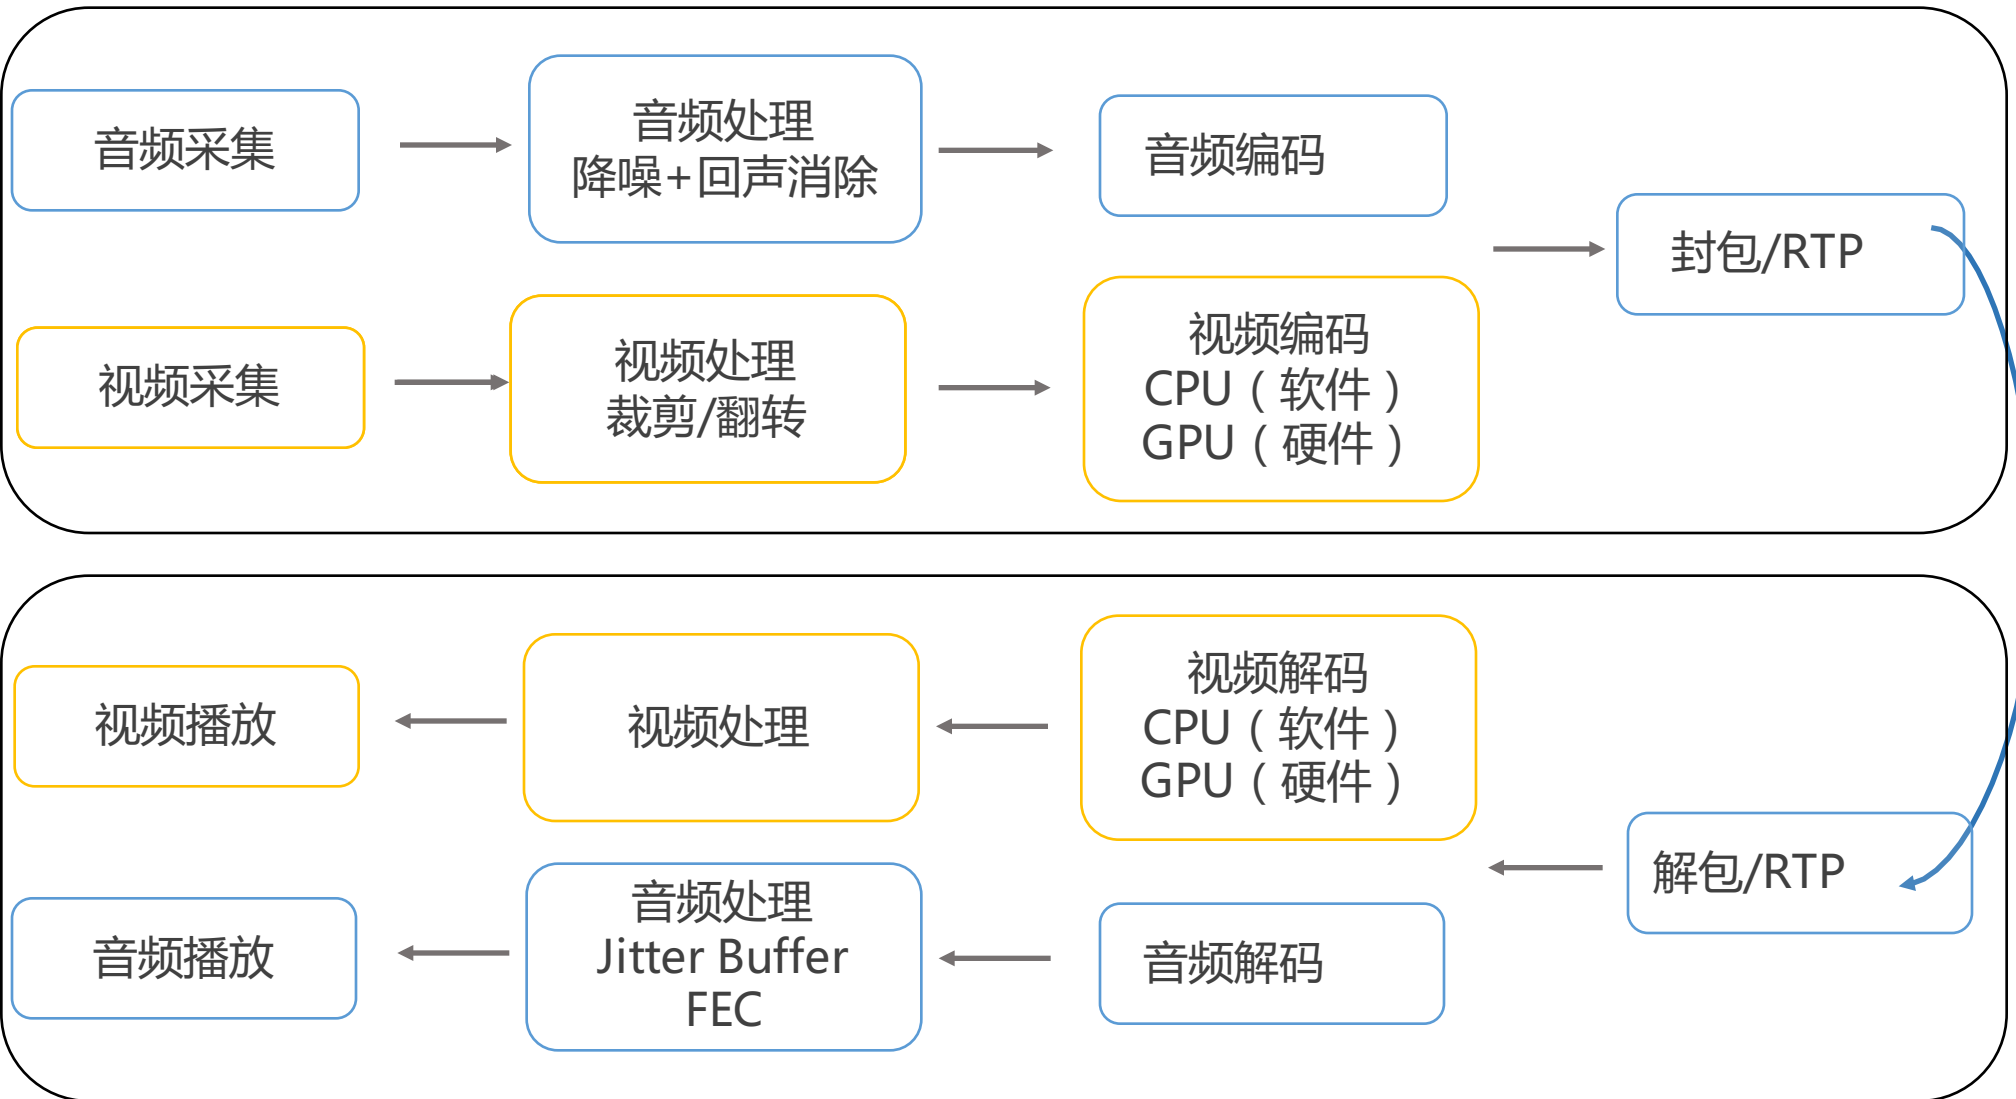 音频采集
音频处理
降噪+回声消除
音频编码
封包/RTP
视频采集
视频处理
裁剪/翻转
视频编码
CPU（软件）
GPU（硬件）
视频播放
视频处理
视频解码
CPU（软件）
GPU（硬件）
解包/RTP
音频播放
音频处理
Jitter Buffer
FEC
音频解码